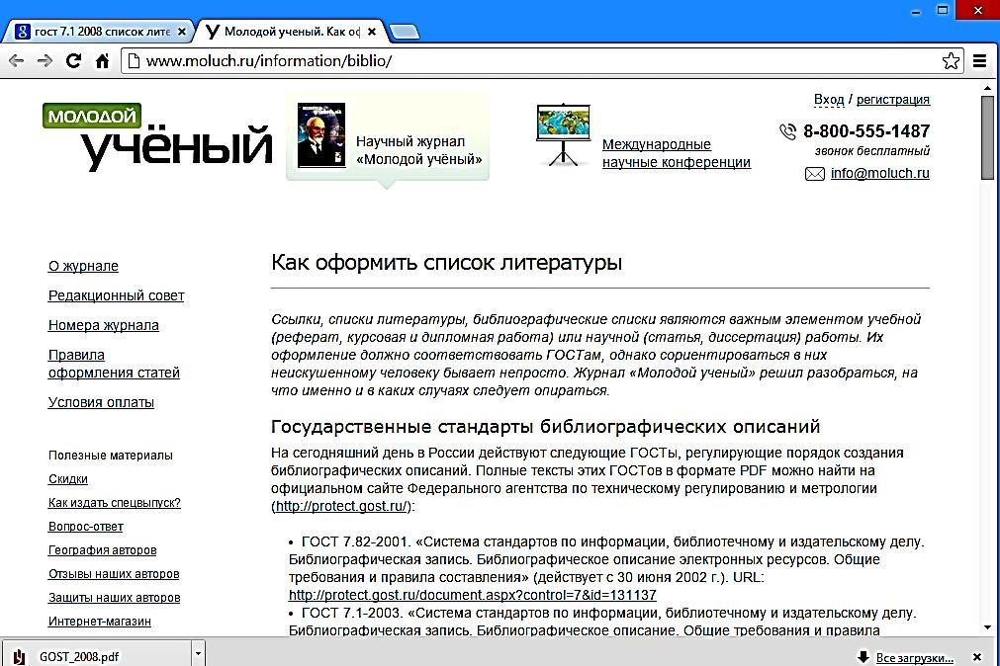 гост 7.1 2008 список лите
Молодой ученый. Как оф
www.moluch.ru/information/biblio/
МОЛОДОЙ
учёный
Научный журнал
«Молодой учёный»
Международные
научные конференции
Вход / регистрация
8-800-555-1487
звонок бесплатный
info@moluch.ru
О журнале
Редакционный совет
Номера журнала
Правила
оформления статей
Условия оплаты
Полезные материалы
Скидки
Как издать спецвыпуск?
Вопрос-ответ
География авторов
Отзывы наших авторов
Защиты наших авторов
Интернет-магазин
Как оформить список литературы
Ссылки, списки литературы, библиографические списки являются важным элементом учебной
(реферат, курсовая и дипломная работа) или научной (статья, диссертация) работы. Их
оформление должно соответствовать ГОСТам, однако сориентироваться в них
неискушенному человеку бывает непросто. Журнал «Молодой ученый» решил разобраться, на
что именно и в каких случаях следует опираться.
Государственные стандарты библиографических описаний
На сегодняшний день в России действуют следующие ГОСТы, регулирующие порядок создания
библиографических описаний. Полные тексты этих ГОСТов в формате PDF можно найти на
официальном сайте Федерального агентства по техническому регулированию и метрологии
(http://protect.gost.ru/):
• ГОСТ 7.82-2001. «Система стандартов по информации, библиотечному и издательскому делу.
Библиографическая запись. Библиографическое описание электронных ресурсов. Общие
требования и правила составления» (действует с 30 июня 2002 г.). URL:
http://protect.gost.ru/document.aspx?control=7&id=131137
• ГОСТ 7.1-2003. «Система стандартов по информации, библиотечному и издательскому делу.
Библиографическая запись. Библиографическое описание. Общие требования и правила
GOST_2008.pdf
Все загрузки...